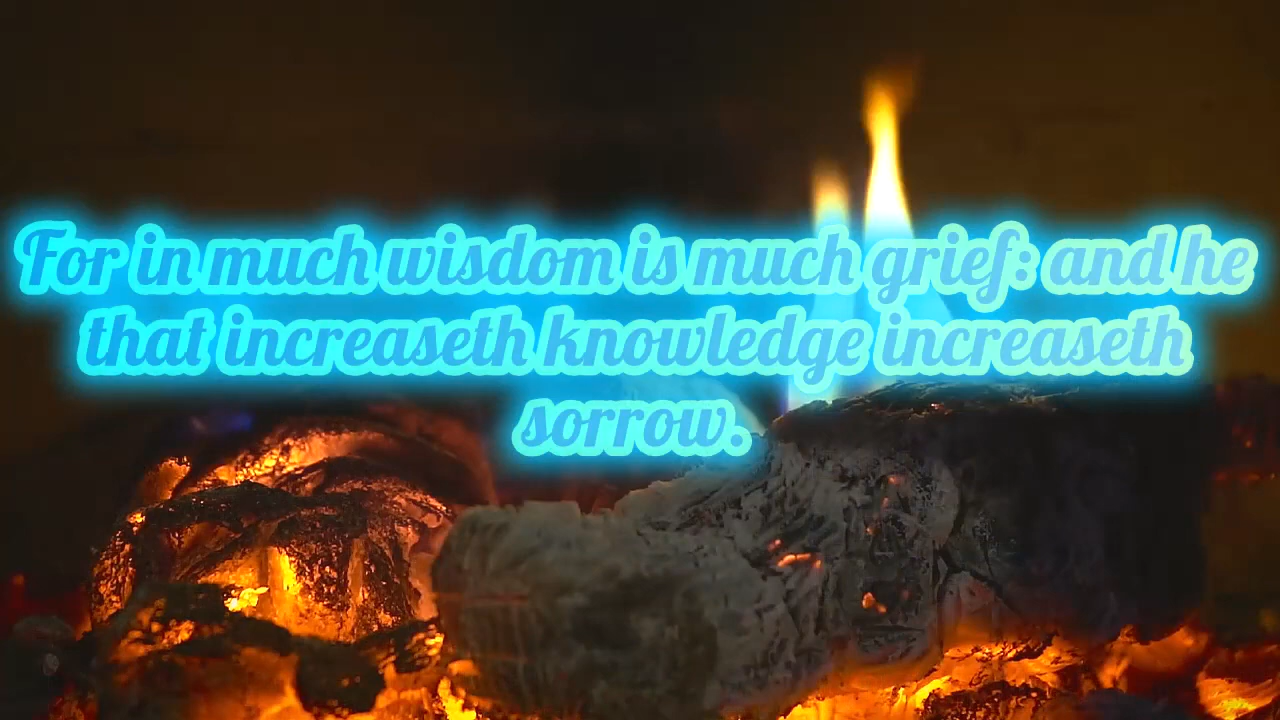 For in much wisdom is much grief: and he
that increaseth knowledge increaseth
sorrow.